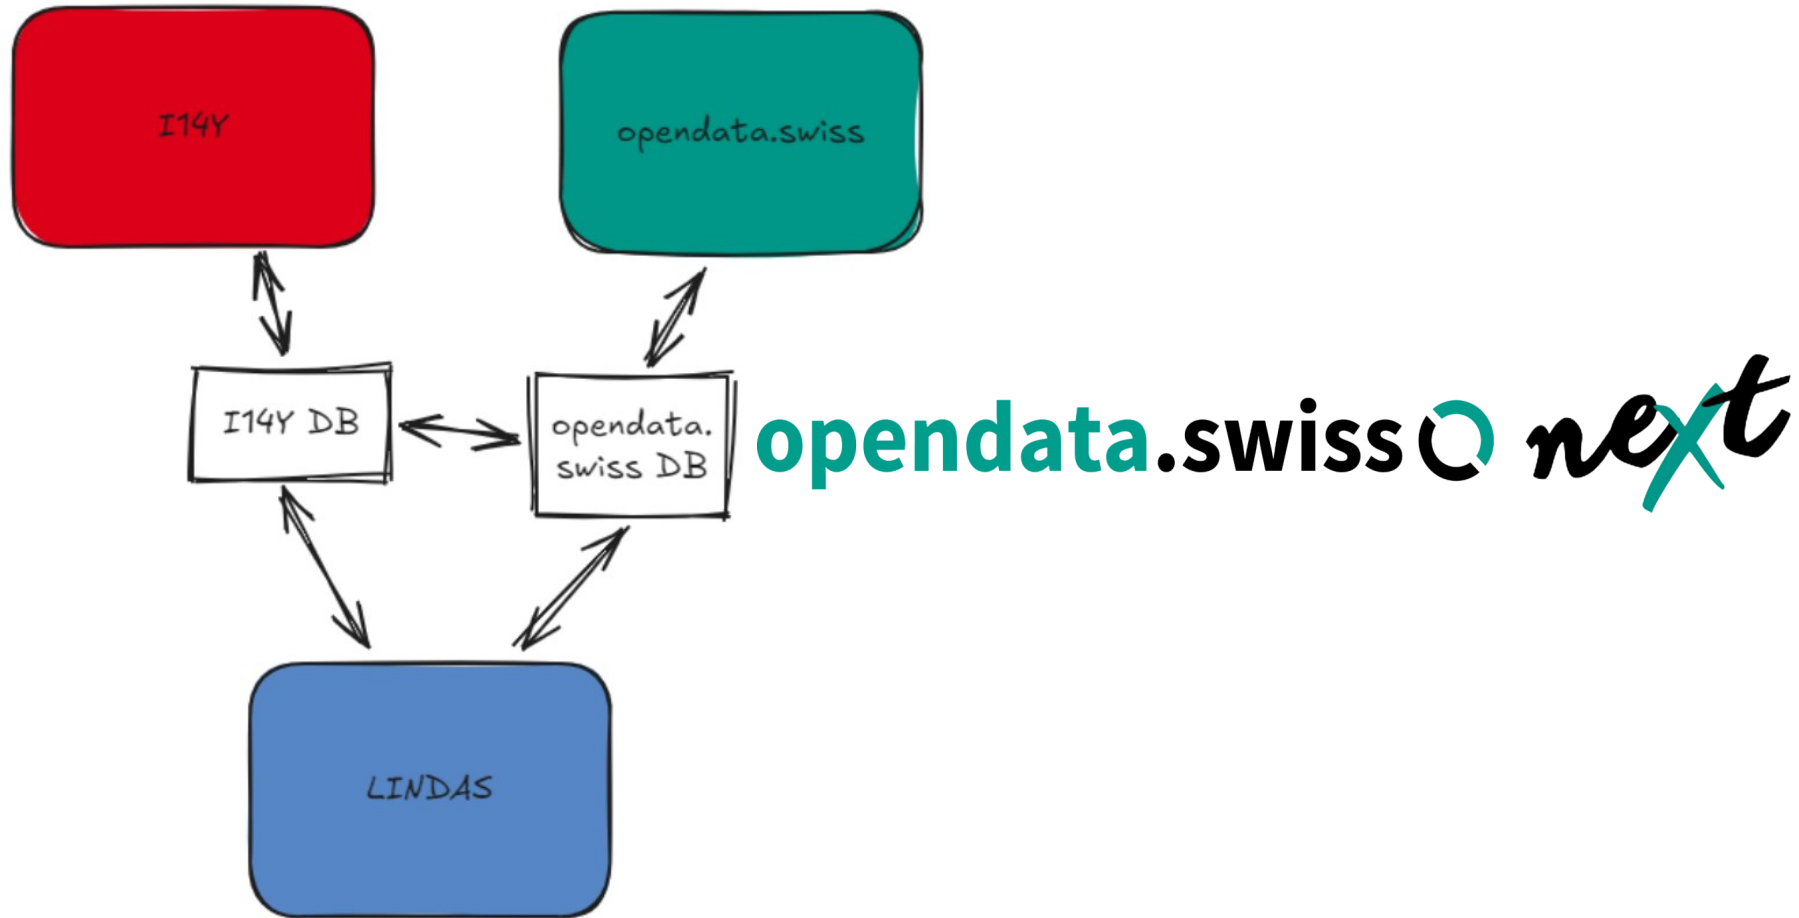 I14Y
opendata.swiss
I14Y DB
opendata.
swiss DB
opendata.swiss next
LINDAS